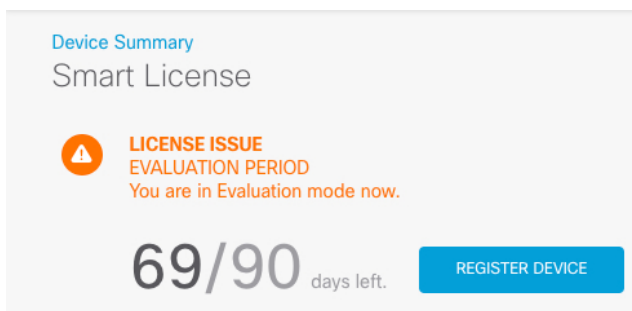 Device Summary
Smart License
LICENSE ISSUE
EVALUATION PERIOD
You are in Evaluation mode now.
69/90 days left.
REGISTER DEVICE